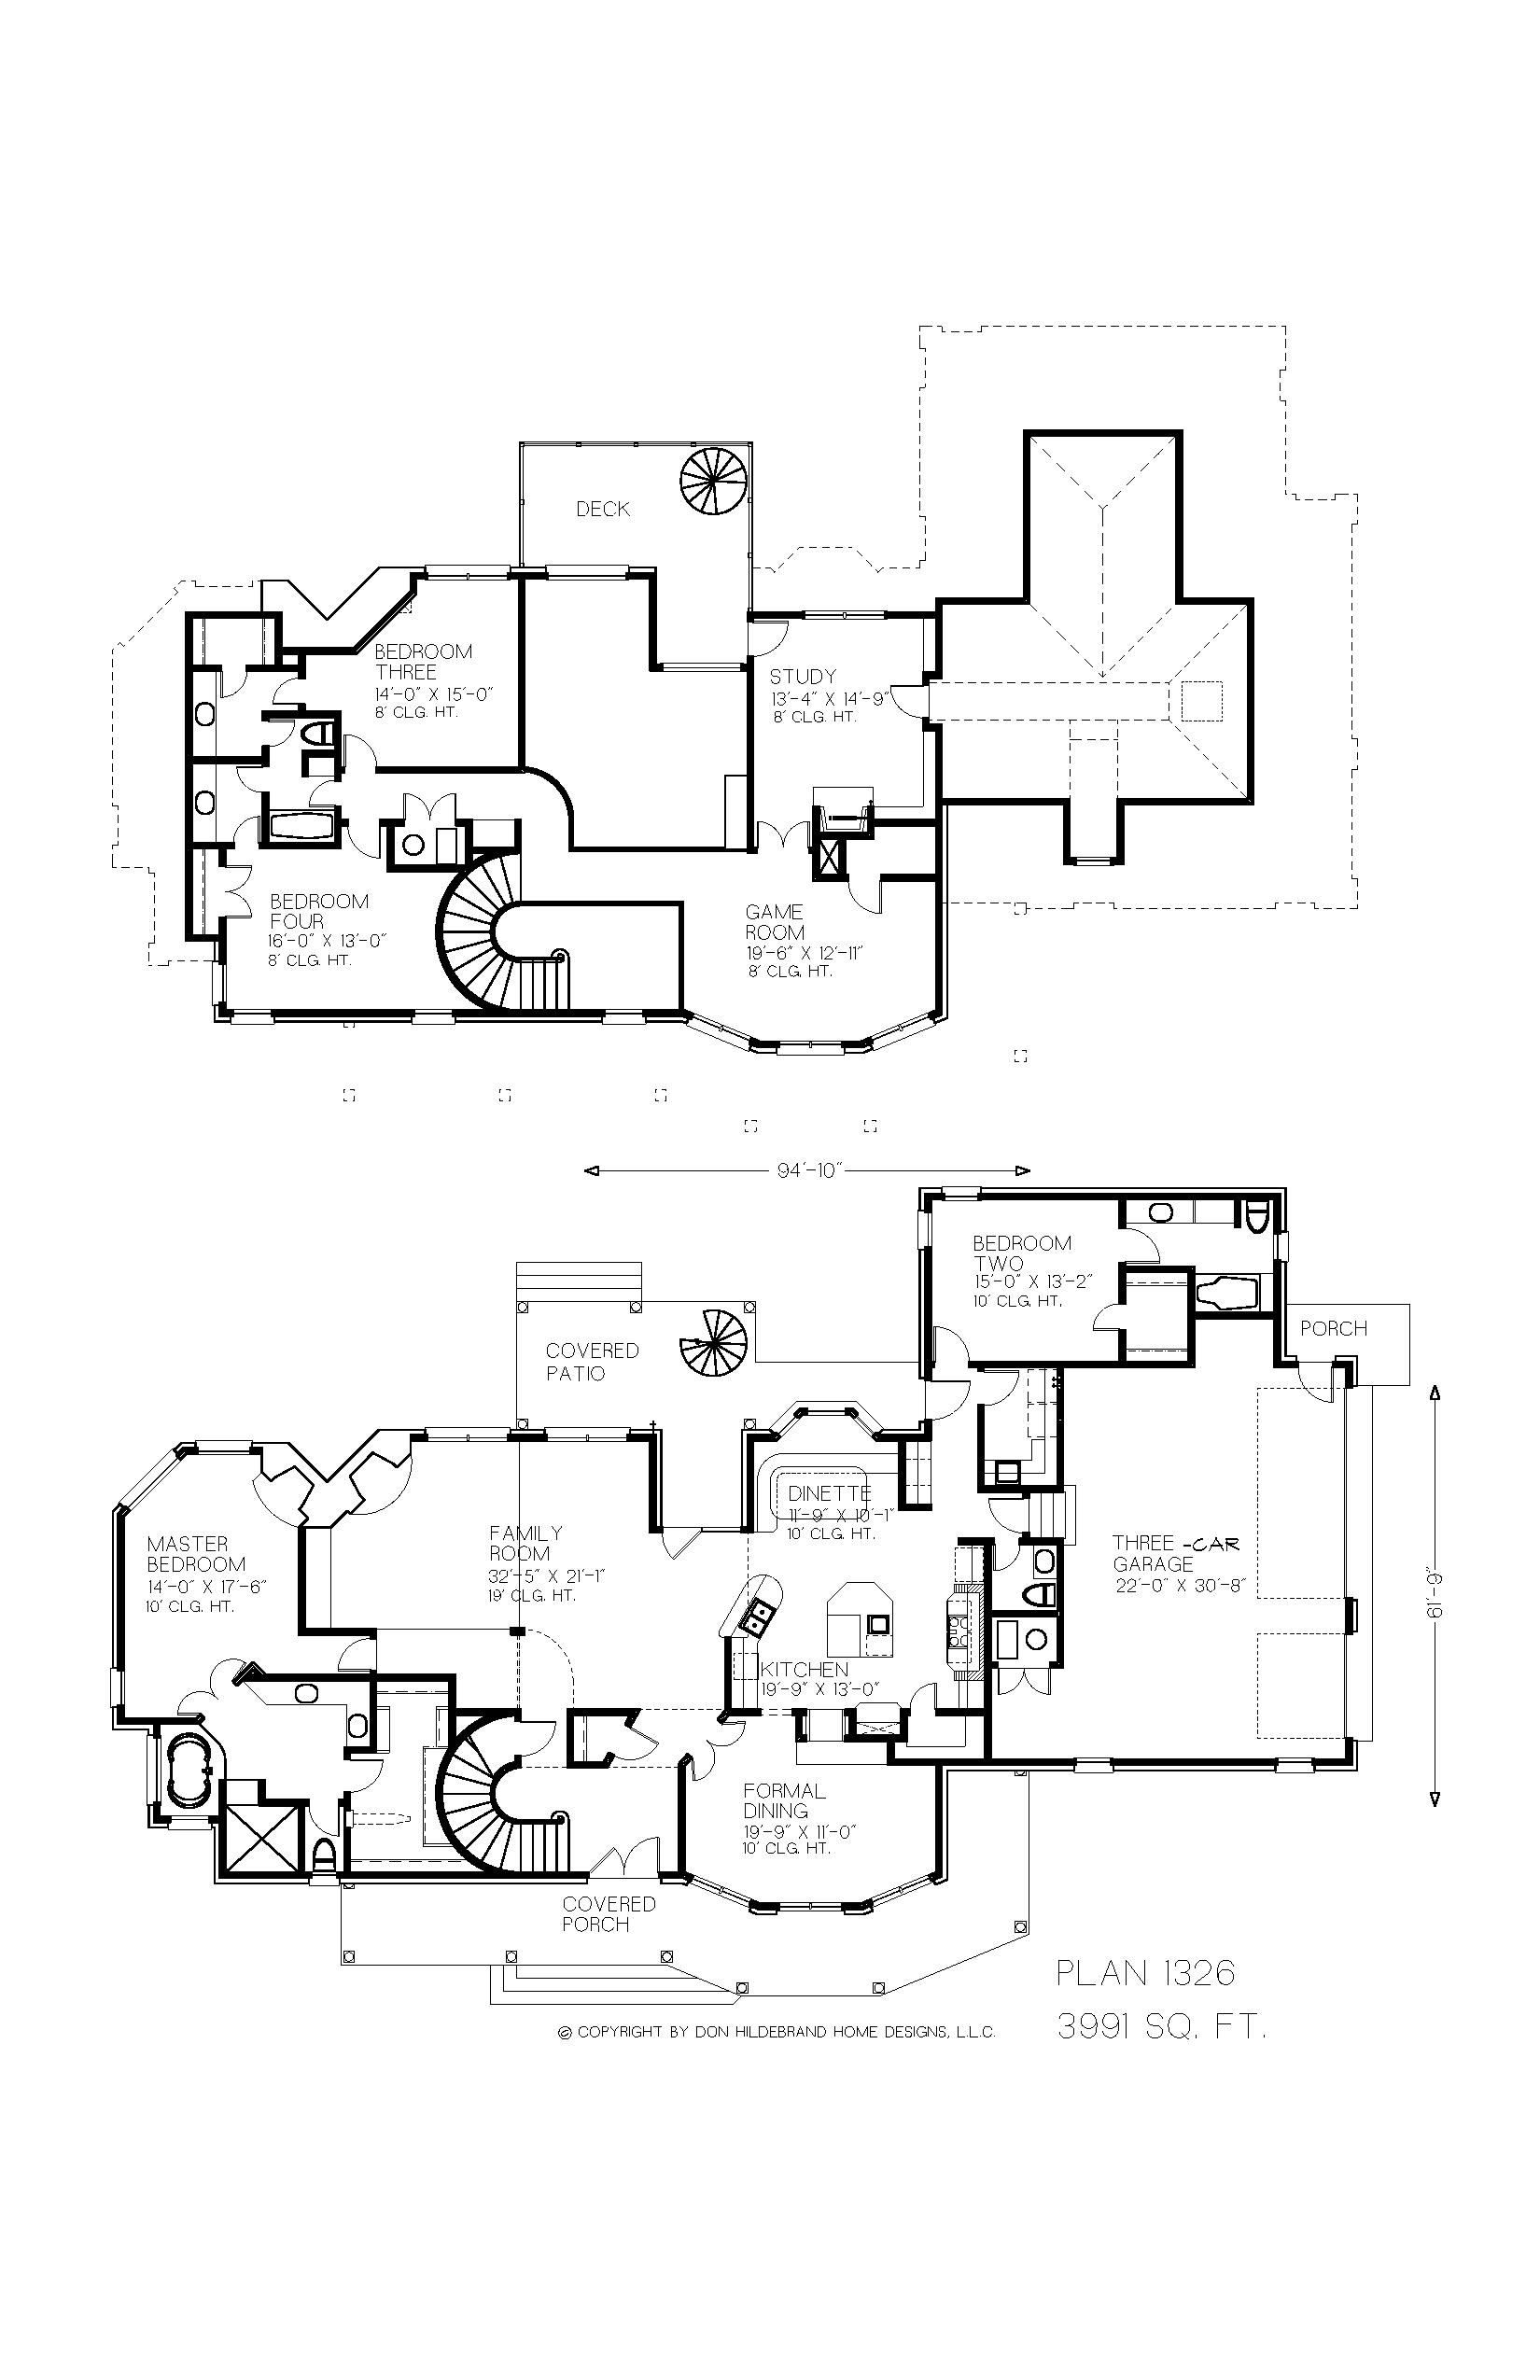 DECK
BEDROOM
THREE
14'-0" X 15'-0"
8' CLG. HT.
STUDY
13'-4" X 14'-9"
8' CLG. HT.
BEDROOM
FOUR
16'-0" X 13'-0"
8' CLG. HT.
GAME
ROOM
19'-6" X 12'-11"
8' CLG. HT.
94'-10"
BEDROOM
TWO
15'-0" X 13'-2"
10' CLG. HT.
PORCH
COVERED
PATIO
DINETTE
11'-9" X 10'-1"
10' CLG. HT.
MASTER
BEDROOM
14'-0" X 17'-6"
10' CLG. HT.
FAMILY
ROOM
32'-5" X 21'-1"
19' CLG. HT.
THREE -CAR
GARAGE
22'-0" X 30'-8"
61'-9"
KITCHEN
19'-9" X 13'-0"
FORMAL
DINING
19'-9" X 11'-0"
10' CLG. HT.
COVERED
PORCH
PLAN 1326
3991 SQ. FT.
© COPYRIGHT BY DON HILDEBRAND HOME DESIGNS, L.L.C.